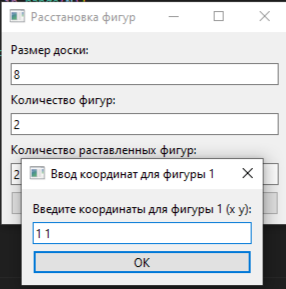 Расстановка фигур
Размер доски:
8
Количество фигур:
2
Количество раставленных фигур:
2
Ввод координат для фигуры 1
Введите координаты для фигуры 1 (x y):
1 1
OK